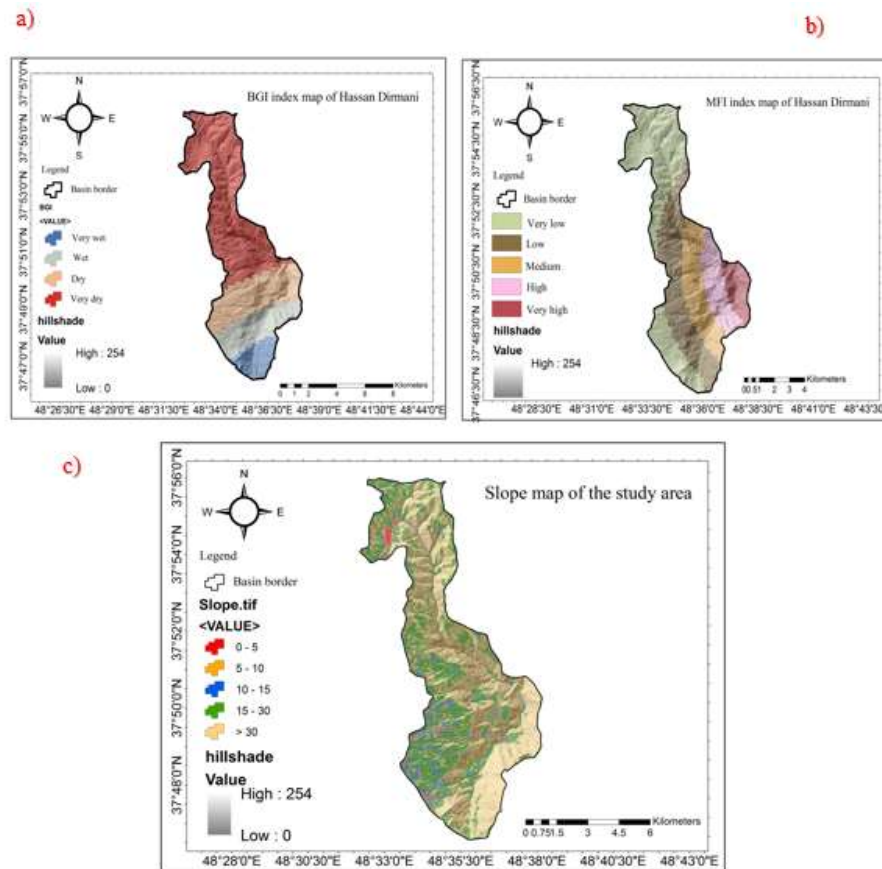 a)
BGI index map of Hassan Dirmani
N
W
E
S
Legend
Basin border
BGI
<VALUE>
Very wet
Wet
Dry
Very dry
hillshade
Value
High : 254
Low : 0
37°57'0"N
37°55'0"N
37°53'0"N
37°51'0"N
37°49'0"N
37°47'0"N
Kilometers
48°26'30"E 48°29'0"E 48°31'30"E 48°34'0"E 48°36'30"E 48°39'0"E 48°41'30"E 48°44'0"E
b)
MFI index map of Hassan Dirmani
N
W
E
S
Legend
Basin border
Very low
Low
Medium
High
Very high
hillshade
Value
High : 254
37°56'30"N
37°54'30"N
37°52'30"N
37°50'30"N
37°48'30"N
37°46'30"N
Kilometers
48°28'30"E 48°31'0"E 48°33'30"E 48°36'0"E 48°38'30"E 48°41'0"E 48°43'30"
c)
Slope map of the study area
N
W
E
S
Legend
Basin border
Slope.tif
<VALUE>
0 - 5
5 - 10
10 - 15
15 - 30
> 30
hillshade
Value
High : 254
Low : 0
37°56'0"N
37°54'0"N
37°52'0"N
37°50'0"N
37°48'0"N
0 0.751.5 3 4.5 6 Kilometers
48°28'0"E 48°30'30"E 48°33'0"E 48°35'30"E 48°38'0"E 48°40'30"E 48°43'0"E